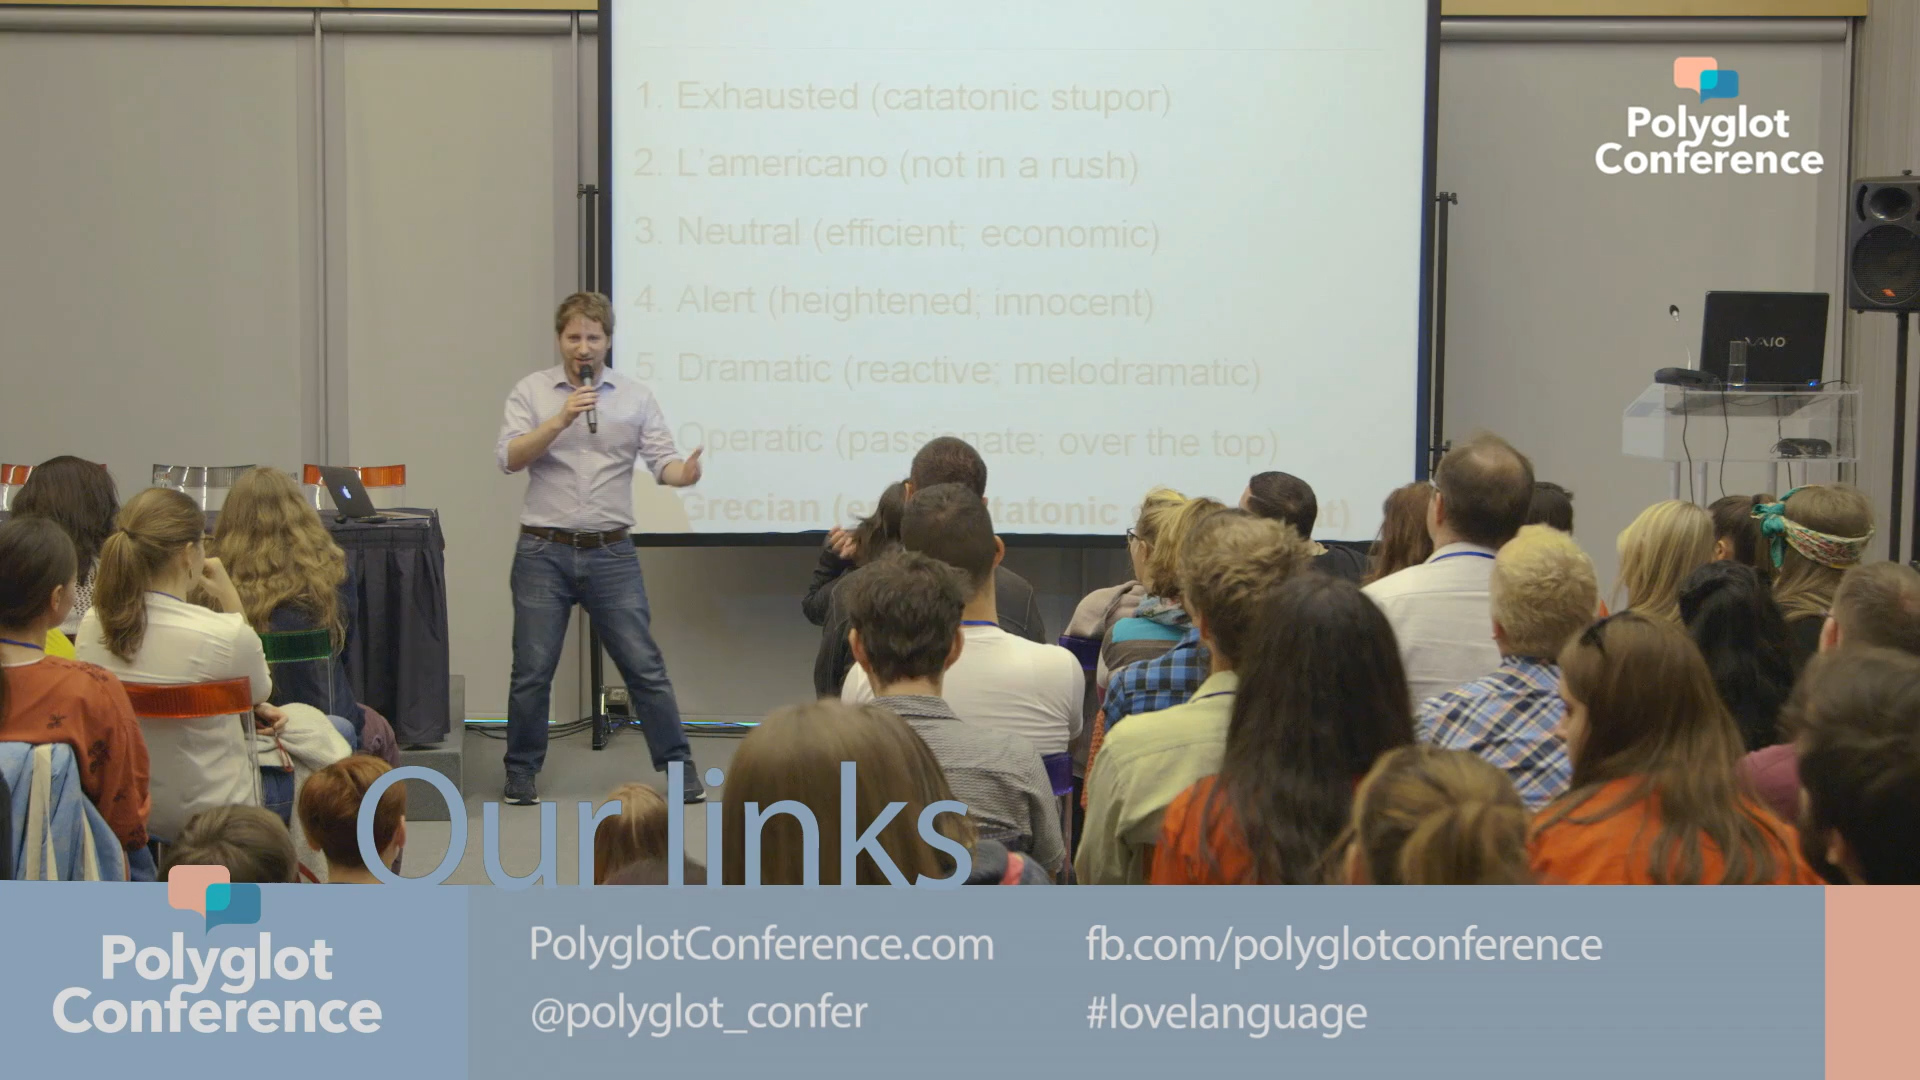 1. Exhausted (catatonic stupor)
2. L'americano (not in a rush)
3. Neutral (efficient; economic)
4. Alert (heightened; innocent)
5. Dramatic (reactive; melodramatic)
Operatic (passionate; over the top)
Grecian
Polyglot
Conference
VAIO
Our links
Polyglot
Conference
PolyglotConference.com
@polyglot_confer
fb.com/polyglotconference
#lovelanguage